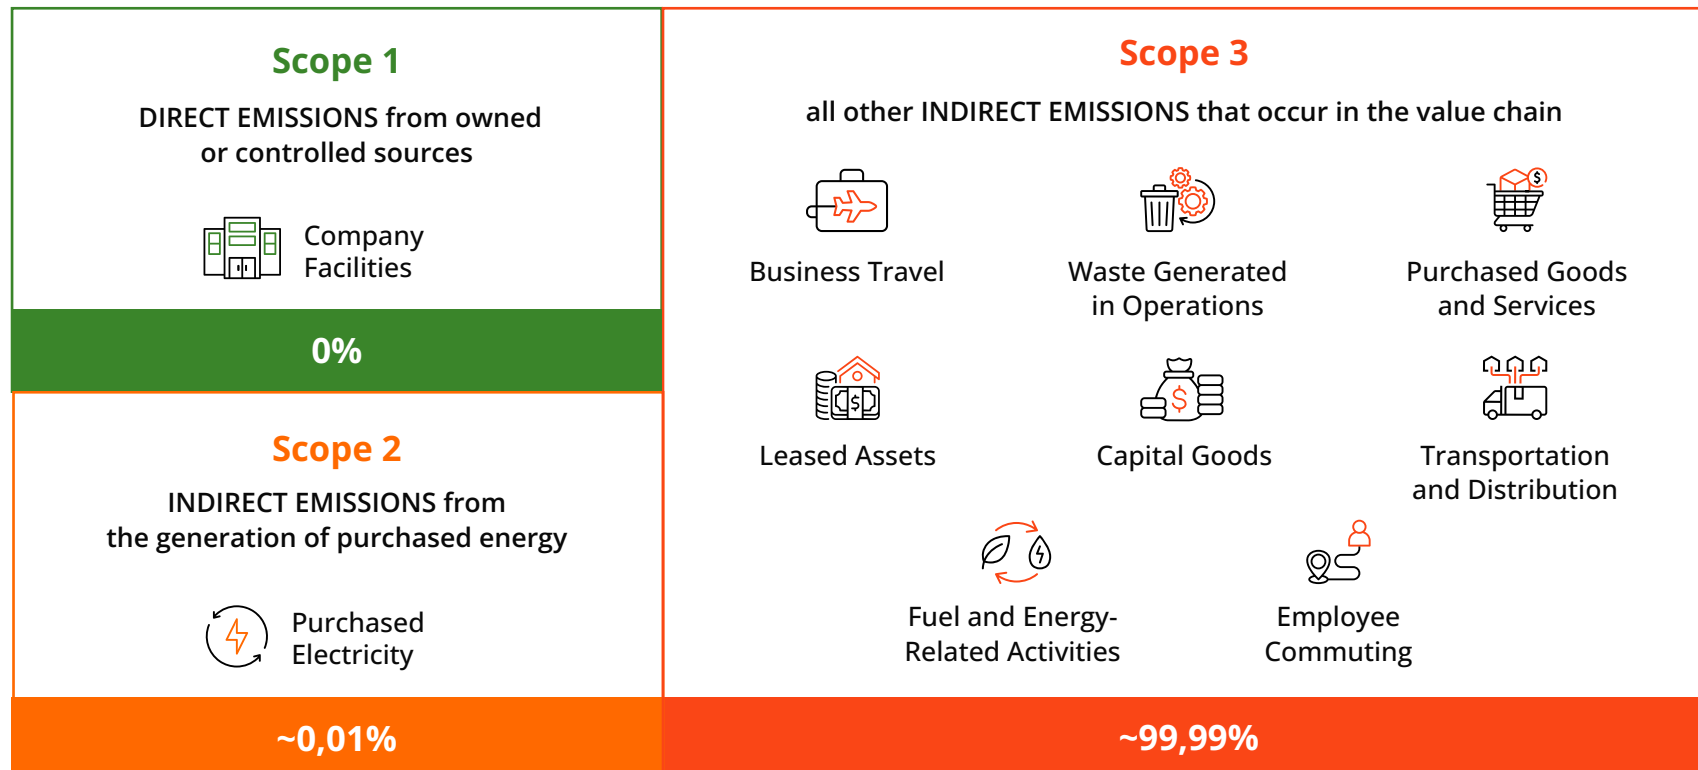 Scope 1
DIRECT EMISSIONS from owned
or controlled sources
Company
Facilities
0%
Scope 2
INDIRECT EMISSIONS from
the generation of purchased energy
Purchased
Electricity
~0,01%
Scope 3
all other INDIRECT EMISSIONS that occur in the value chain
Business Travel
Waste Generated
in Operations
$
Purchased Goods
and Services
$
Leased Assets
$
Capital Goods
Transportation
and Distribution
Fuel and Energy-
Related Activities
Employee
Commuting
~99,99%